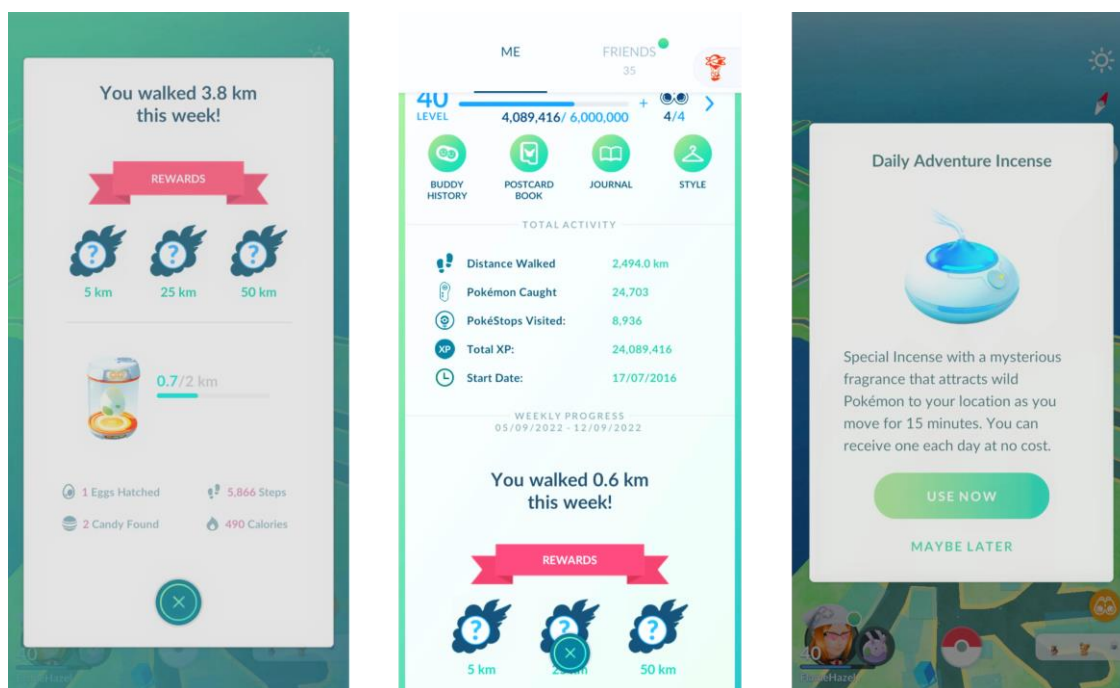 You walked 3.8 km
this week!
REWARDS
?
?
?
5 km
25 km
50 km
0.7/2 km
1 Eggs Hatched
5,866 Steps
2 Candy Found
490 Calories
40
ME
FRIENDS
35
40
LEVEL
4,089,416/ 6,000,000
+
4/4
BUDDY
HISTORY
POSTCARD
BOOK
JOURNAL
STYLE
TOTAL ACTIVITY
Distance Walked
2,494.0 km
Pokémon Caught
24,703
PokéStops Visited:
8,936
XP
Total XP:
24,089,416
Start Date:
17/07/2016
WEEKLY PROGRESS
05/09/2022 - 12/09/2022
You walked 0.6 km
this week!
REWARDS
?
?
?
5 km
50 km
Daily Adventure Incense
Special Incense with a mysterious
fragrance that attracts wild
Pokémon to your location as you
move for 15 minutes. You can
receive one each day at no cost.
USE NOW
MAYBE LATER
40